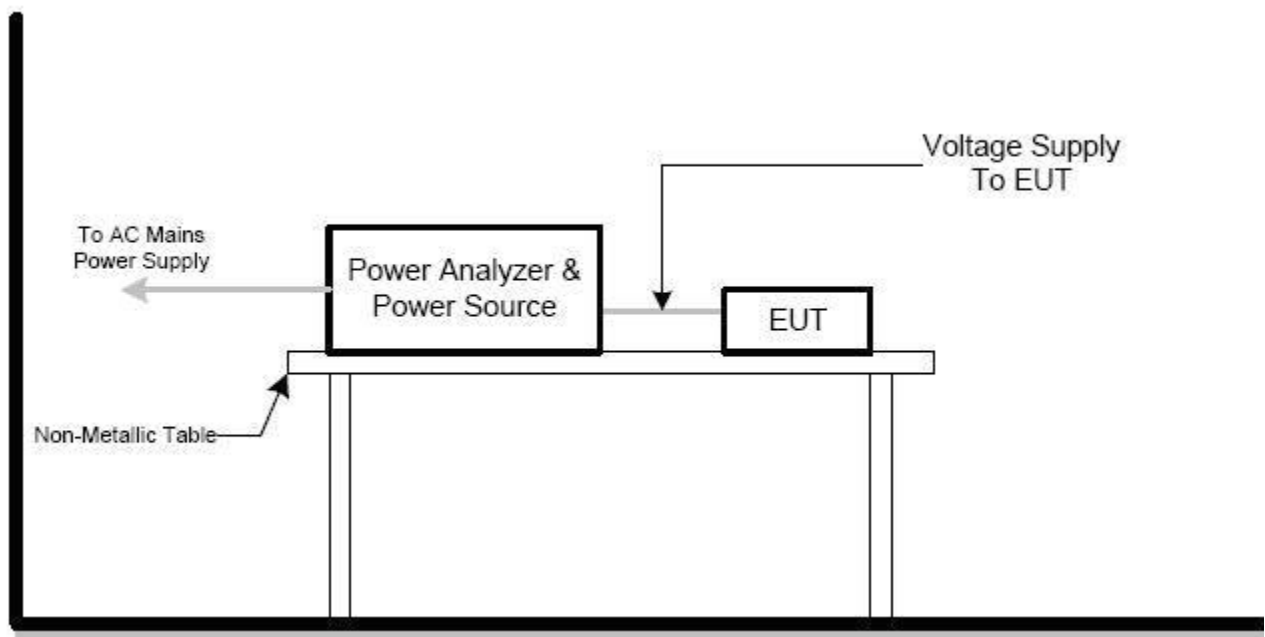 Voltage Supply
To EUT
To AC Mains
Power Supply
Power Analyzer &
Power Source
EUT
Non-Metallic Table